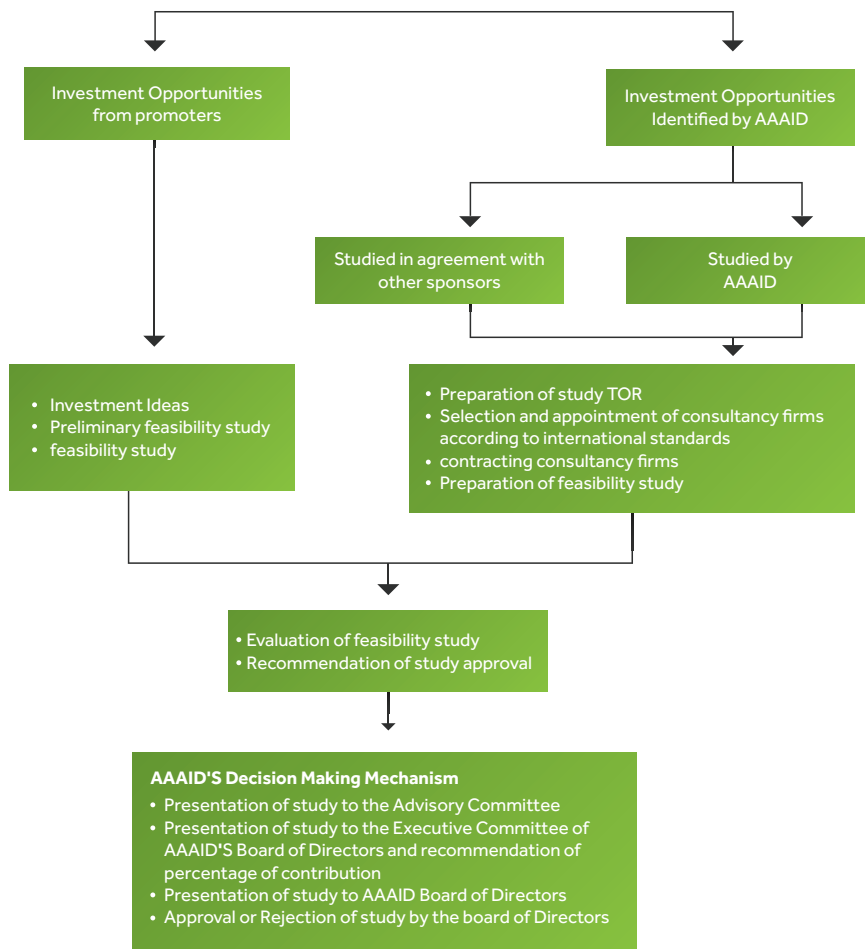 Investment Opportunities
from promoters
Investment Opportunities
Identified by AAAID
Studied in agreement with
other sponsors
Studied by
AAAID
• Investment Ideas
• Preliminary feasibility study
• feasibility study
• Preparation of study TOR
• Selection and appointment of consultancy firms
according to international standards
• contracting consultancy firms
• Preparation of feasibility study
• Evaluation of feasibility study
• Recommendation of study approval
AAAID'S Decision Making Mechanism
• Presentation of study to the Advisory Committee
• Presentation of study to the Executive Committee of
AAAID'S Board of Directors and recommendation of
percentage of contribution
• Presentation of study to AAAID Board of Directors
• Approval or Rejection of study by the board of Directors